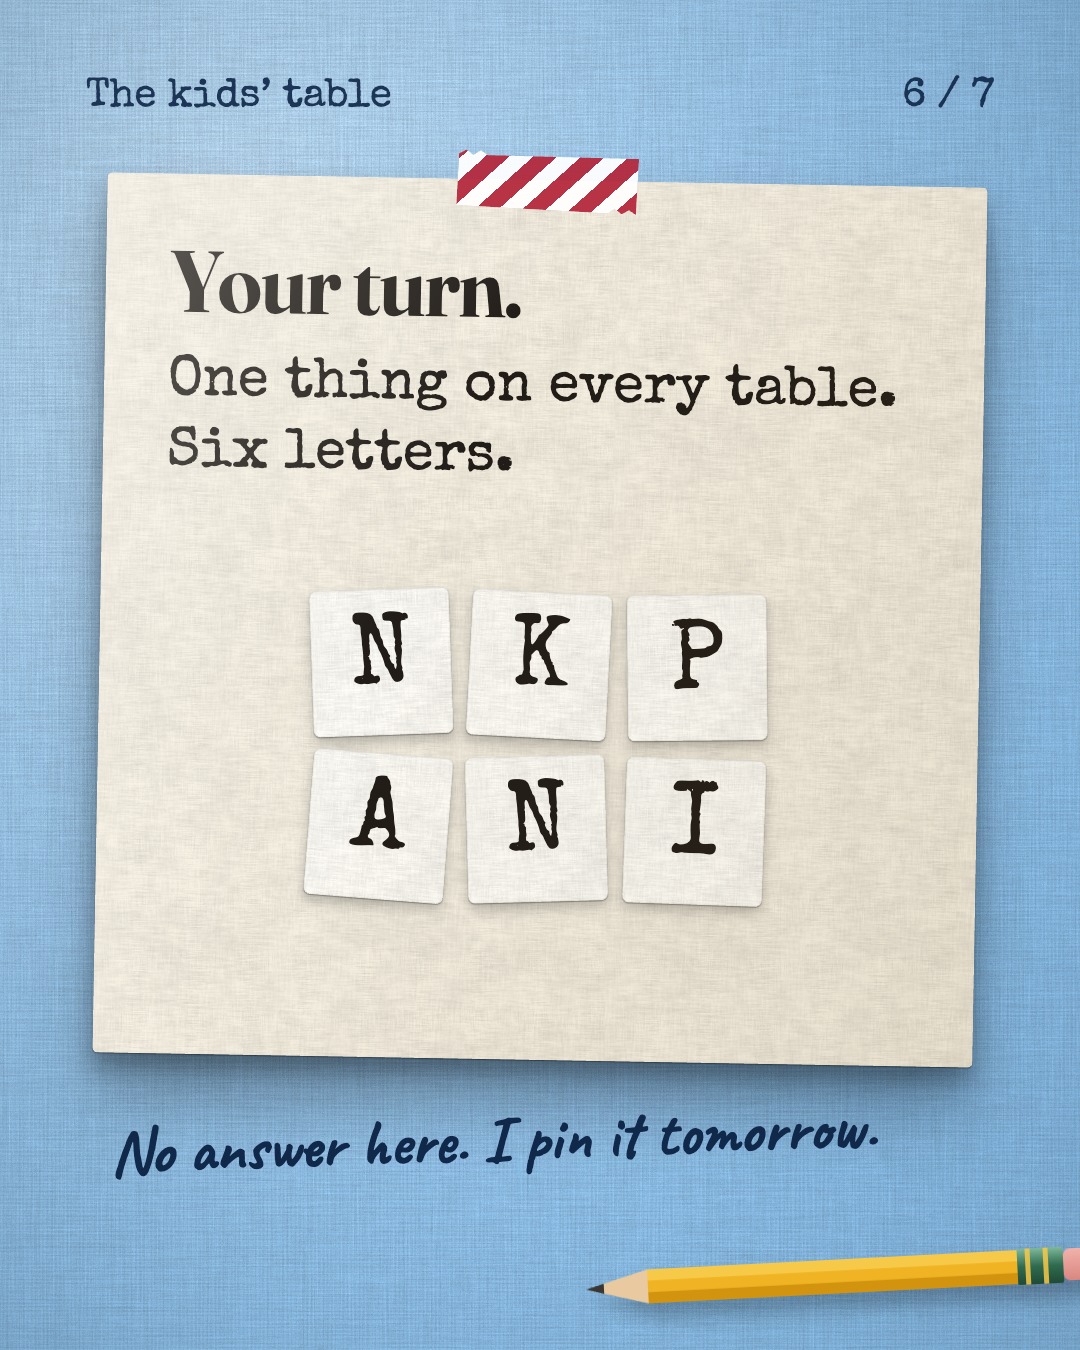 The kids’ table
6 / 7
Your turn.
One thing on every table.
Six letters.
N K P
A N I
No answer here. I pin it tomorrow.